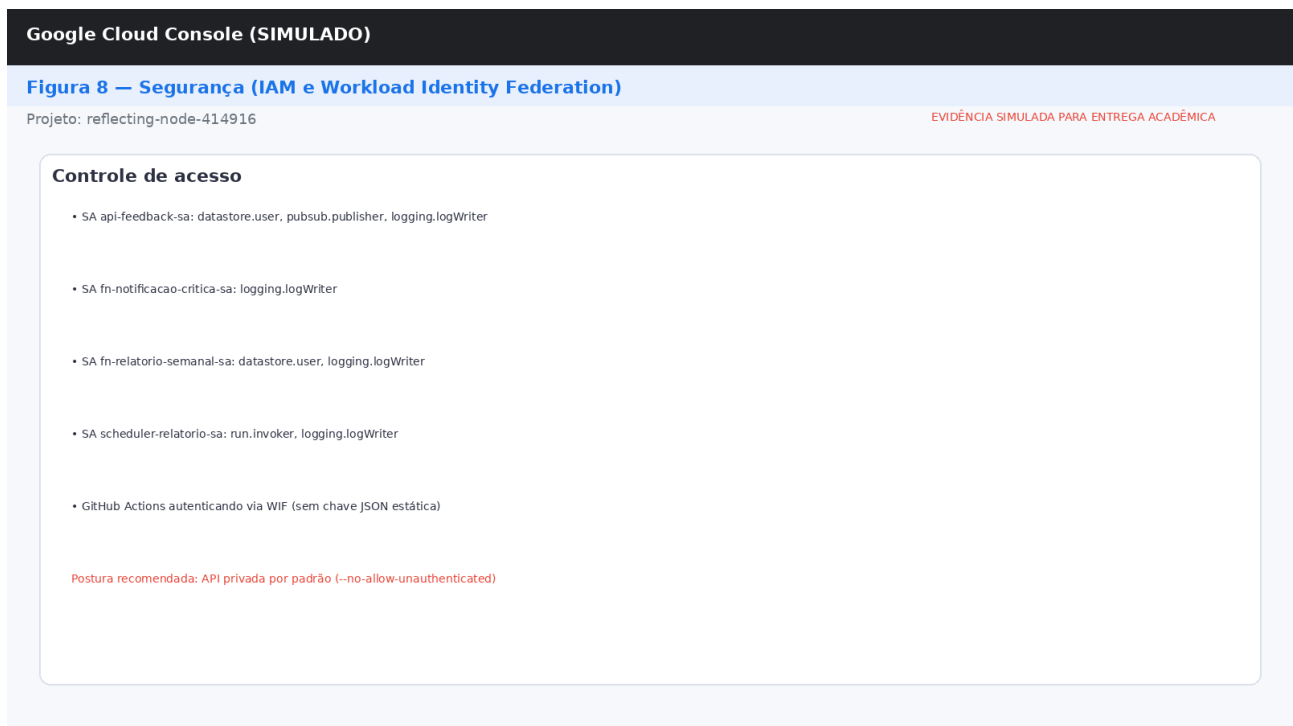 Google Cloud Console (SIMULADO)
Figura 8 — Segurança (IAM e Workload Identity Federation)
Projeto: reflecting-node-414916
EVIDÊNCIA SIMULADA PARA ENTREGA ACADÊMICA
Controle de acesso
• SA api-feedback-sa: datastore.user, pubsub.publisher, logging.logWriter
• SA fn-notificacao-critica-sa: logging.logWriter
• SA fn-relatorio-semanal-sa: datastore.user, logging.logWriter
• SA scheduler-relatorio-sa: run.invoker, logging.logWriter
• GitHub Actions autenticando via WIF (sem chave JSON estática)
Postura recomendada: API privada por padrão (--no-allow-unauthenticated)